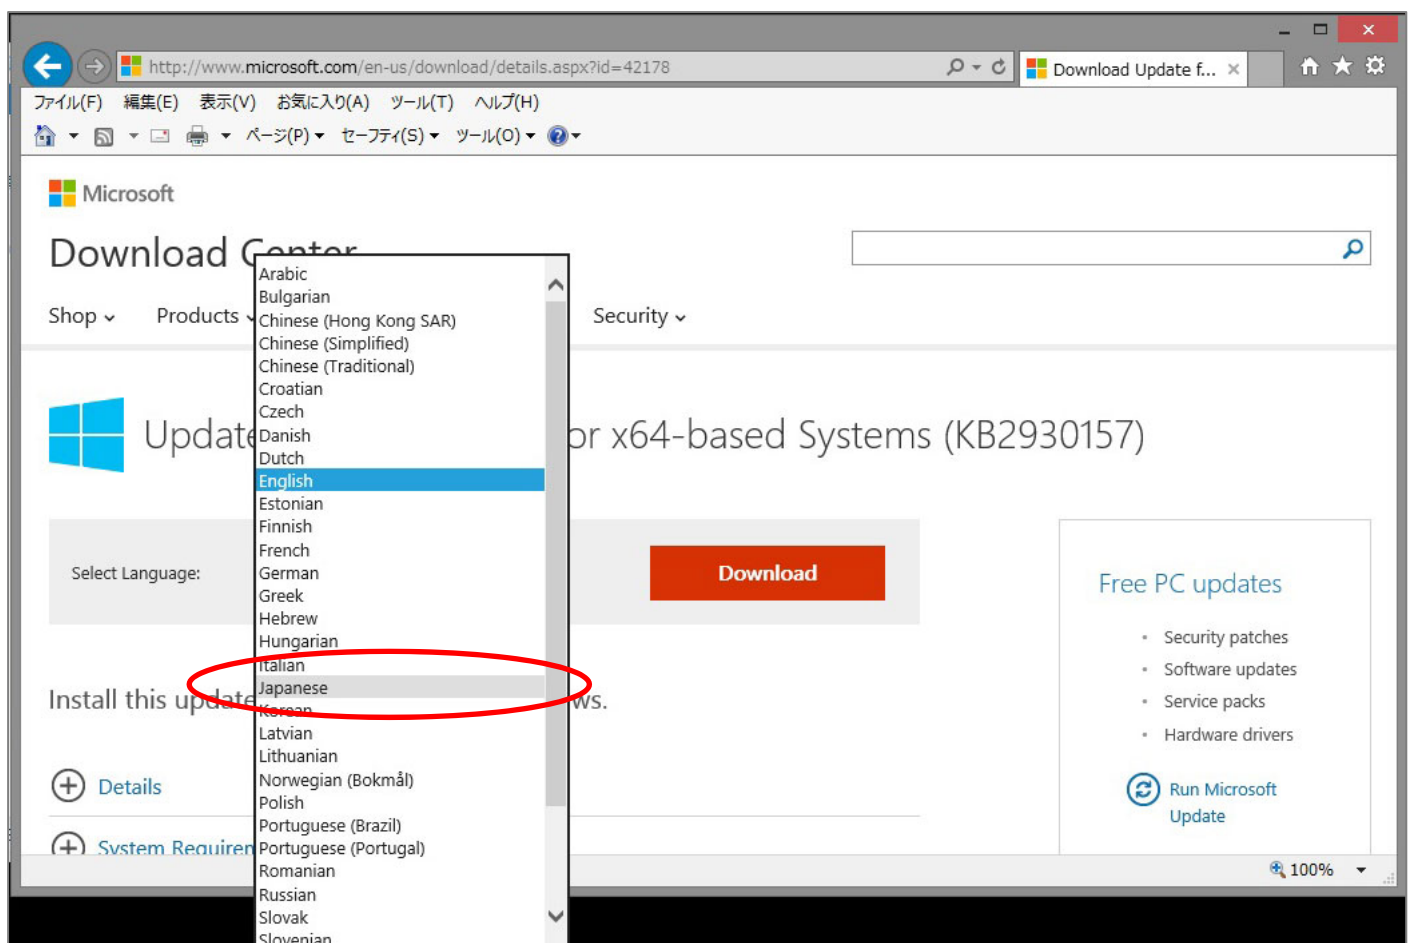 http://www.microsoft.com/en-us/download/details.aspx?id=42178
Download Update f...
ファイル(F) 編集(E) 表示(V) お気に入り(A) ツール(T) ヘルプ(H)
ページ(P) セーフティ(S) ツール(O)
Microsoft
Download Center
Shop Products Security
Arabic
Bulgarian
Chinese (Hong Kong SAR)
Chinese (Simplified)
Chinese (Traditional)
Croatian
Czech
Danish
Dutch
English
Estonian
Finnish
French
German
Greek
Hebrew
Hungarian
Italian
Japanese
Korean
Latvian
Lithuanian
Norwegian (Bokmål)
Polish
Portuguese (Brazil)
Portuguese (Portugal)
Romanian
Russian
Slovak
Slovenian
Update or x64-based Systems (KB2930157)
Select Language:
Download
Install this update ws.
Details
System Requirem
Free PC updates
Security patches
Software updates
Service packs
Hardware drivers
Run Microsoft
Update
100%